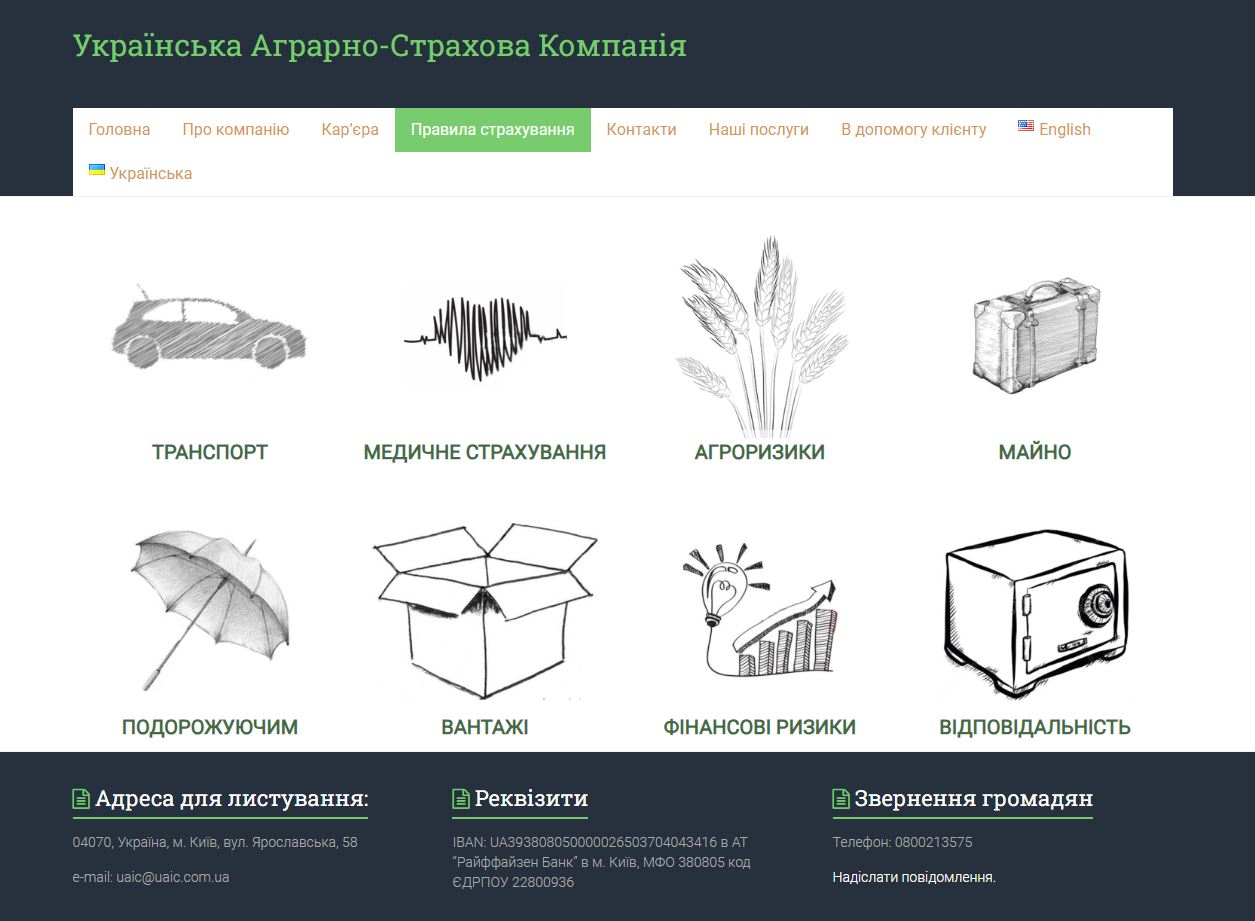 Українська Аграрно-Страхова Компанія
Головна Про компанію Кар’єра Правила страхування Контакти Наші послуги В допомогу клієнту English
Українська
ТРАНСПОРТ МЕДИЧНЕ СТРАХУВАННЯ АГРОРИЗИКИ МАЙНО
ПОДОРОЖУЮЧИМ ВАНТАЖІ ФІНАНСОВІ РИЗИКИ ВІДПОВІДАЛЬНІСТЬ
Адреса для листування:
04070, Україна, м. Київ, вул. Ярославська, 58
e-mail: uaic@uaic.com.ua
Реквізити
IBAN: UA393808050000026503704043416 в АТ
“Райффайзен Банк” в м. Київ, МФО 380805 код
ЄДРПОУ 22800936
Звернення громадян
Телефон: 0800213575
Надіслати повідомлення.